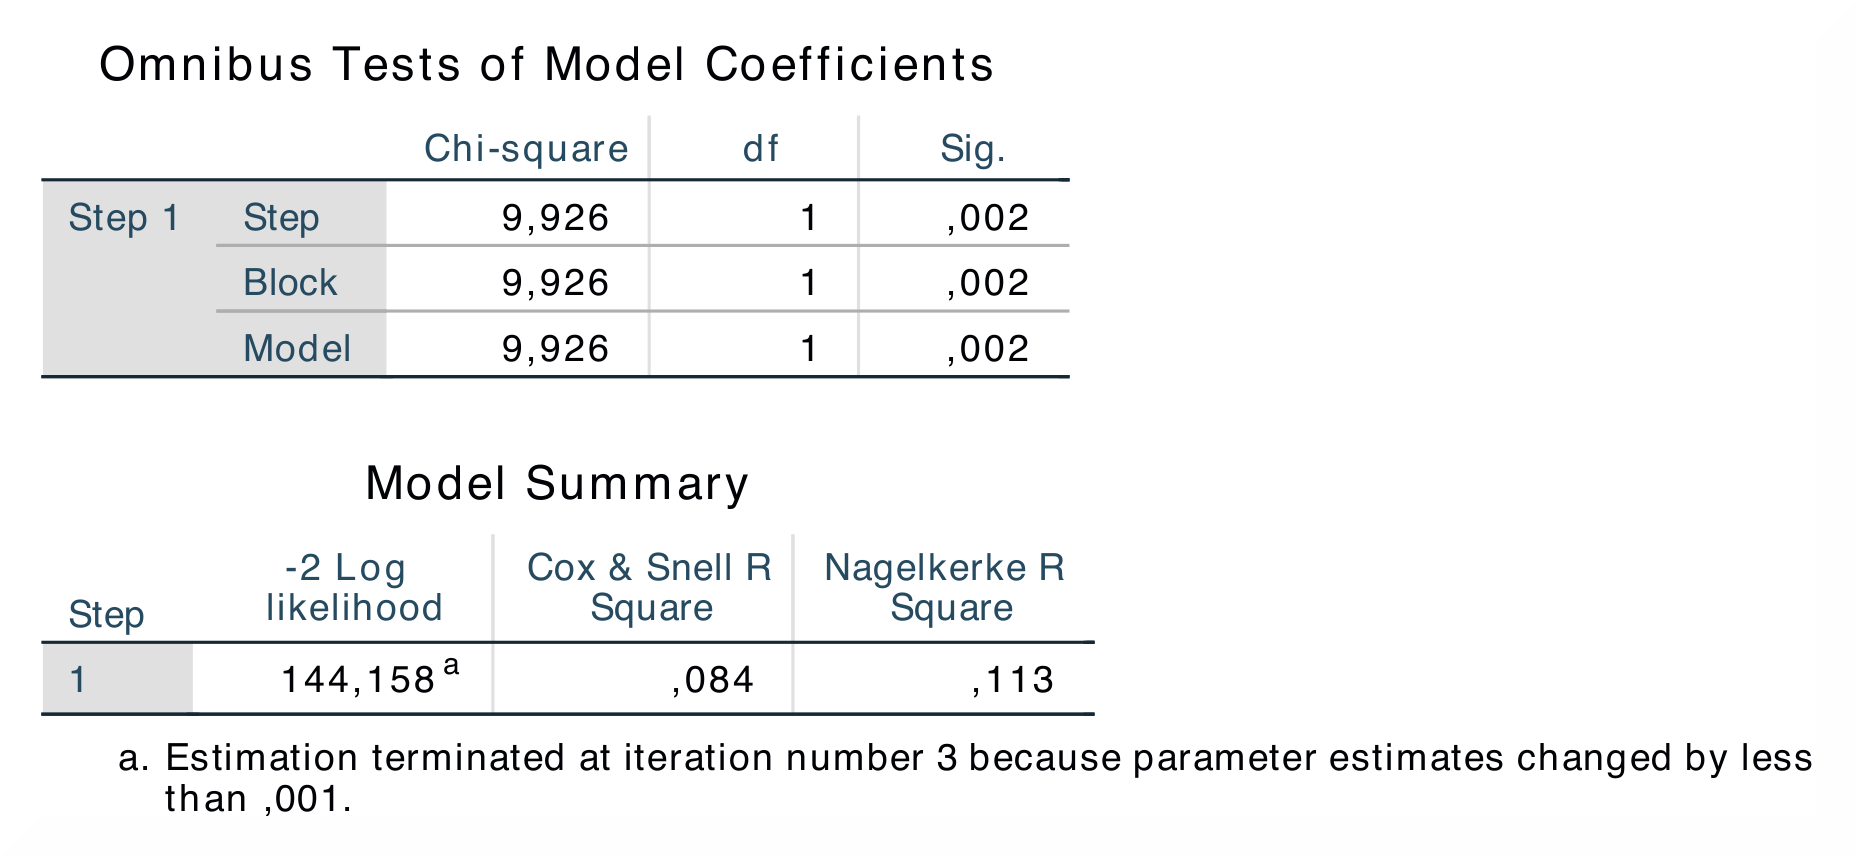 Omnibus Tests of Model Coefficients
Chi-square df Sig.
Step 1 Step 9,926 1 ,002
Block 9,926 1 ,002
Model 9,926 1 ,002
Model Summary
Step -2 Log likelihood Cox & Snell R Square Nagelkerke R Square
1 144,158 a ,084 ,113
a. Estimation terminated at iteration number 3 because parameter estimates changed by less
than ,001.